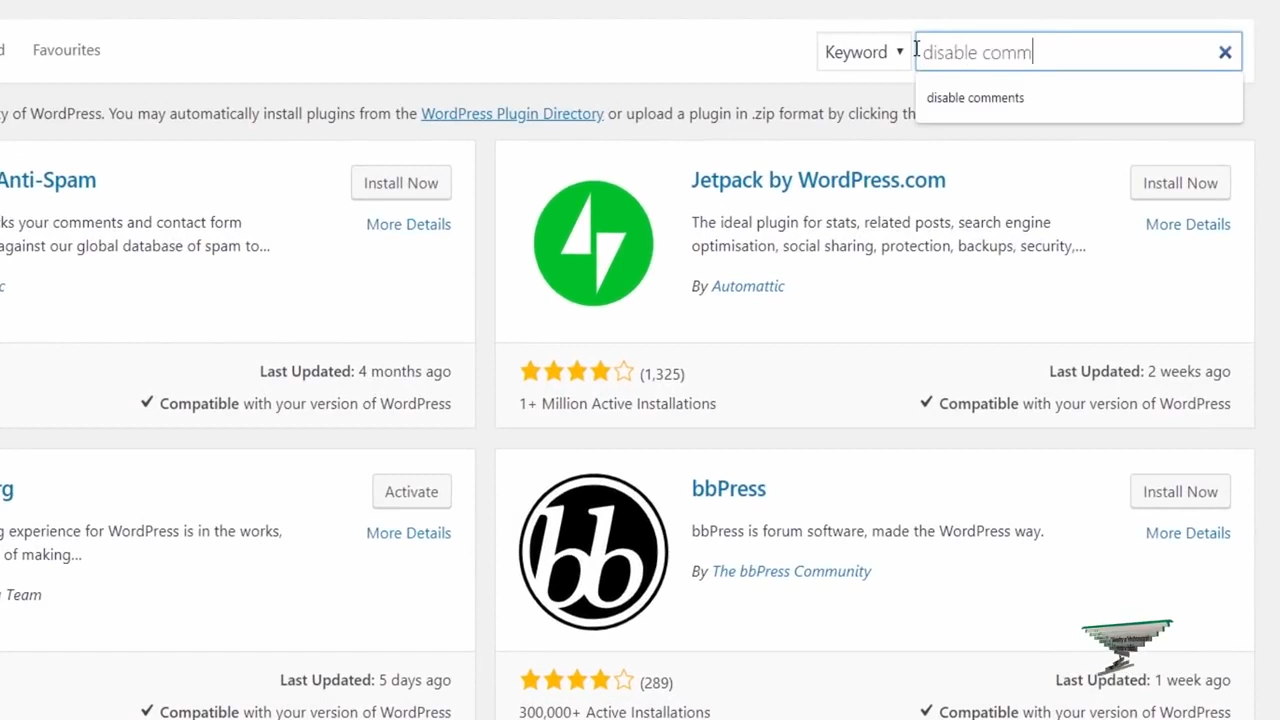 d Favourites Keyword ▼ disable comm ×
disable comments
y of WordPress. You may automatically install plugins from the WordPress Plugin Directory or upload a plugin in .zip format by clicking th
Anti-Spam
Install Now
cks your comments and contact form
More Details
against our global database of spam to...
c
Last Updated: 4 months ago
✔ Compatible with your version of WordPress
Jetpack by WordPress.com
Install Now
The ideal plugin for stats, related posts, search engine
More Details
optimisation, social sharing, protection, backups, security,...
By Automattic
(1,325)
Last Updated: 2 weeks ago
1+ Million Active Installations
✔ Compatible with your version of WordPress
rg
Activate
g experience for WordPress is in the works,
More Details
of making...
Team
Last Updated: 5 days ago
✔ Compatible with your version of WordPress
bb
bbPress
Install Now
bbPress is forum software, made the WordPress way.
More Details
By The bbPress Community
(289)
Last Updated: 1 week ago
300,000+ Active Installations
✔ Compatible with your version of WordPress